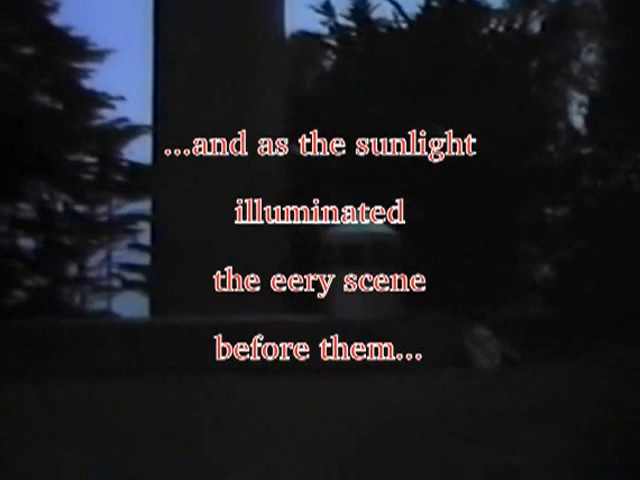 ...and as the sunlight
illuminated
the eery scene
before them...